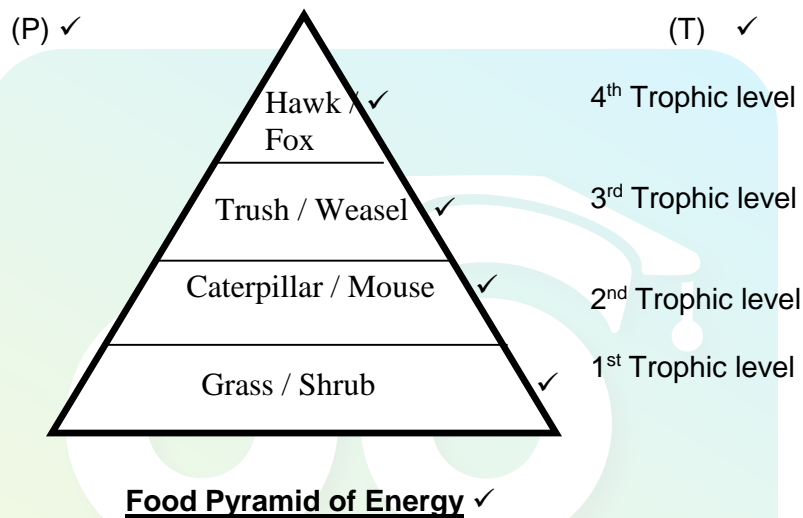 (P) ✓ (T) ✓
Hawk / ✓ 4th Trophic level
Fox
Trush / Weasel ✓ 3rd Trophic level
Caterpillar / Mouse ✓ 2nd Trophic level
Grass / Shrub ✓ 1st Trophic level
Food Pyramid of Energy ✓